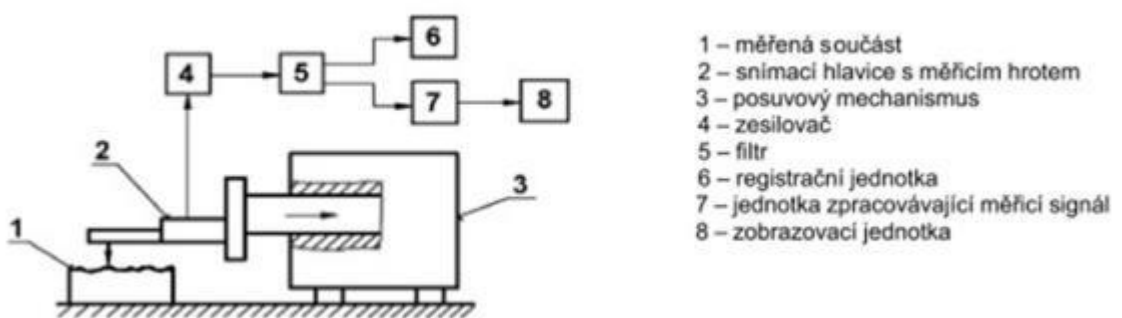 6
4
5
7
8
2
3
1
1 – měřená součást
2 – snímací hlavice s měřicím hrotem
3 – posuvový mechanismus
4 – zesilovač
5 – filtr
6 – registrační jednotka
7 – jednotka zpracovávající měřicí signál
8 – zobrazovací jednotka